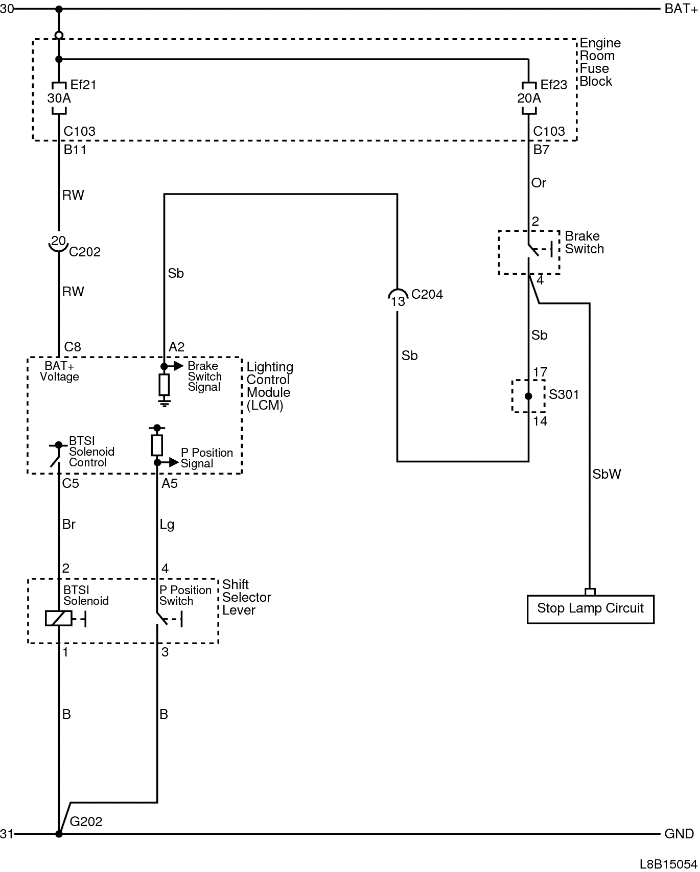 30
BAT+
Engine
Room
Fuse
Block
Ef21
30A
Ef23
20A
C103
C103
B11
B7
RW
Or
2
20
C202
Brake
Switch
4
Sb
RW
C204
13
Sb
Sb
C8
A2
BAT+
Voltage
Brake
Switch
Signal
Lighting
Control
Module
(LCM)
17
S301
14
BTSI
Solenoid
Control
P Position
Signal
SbW
C5
A5
Br
Lg
2
4
BTSI
Solenoid
P Position
Switch
Shift
Selector
Lever
Stop Lamp Circuit
1
3
B
B
G202
31
GND
L8B15054